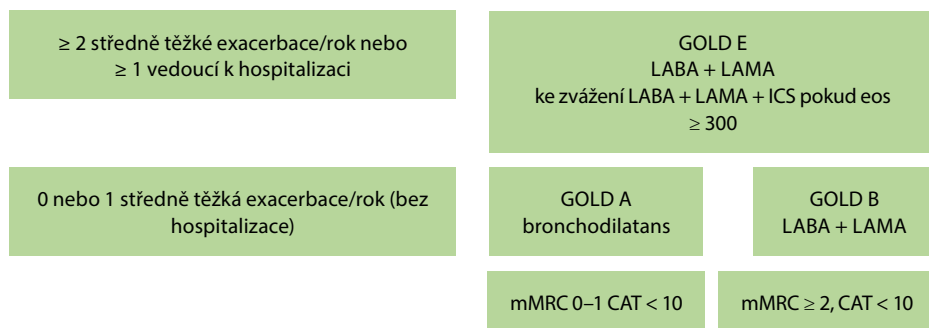 ≥ 2 středně těžké exacerbace/rok nebo
≥ 1 vedoucí k hospitalizaci
GOLD E
LABA + LAMA
ke zvážení LABA + LAMA + ICS pokud eos
≥ 300
0 nebo 1 středně těžká exacerbace/rok (bez
hospitalizace)
GOLD A
bronchodilatans
GOLD B
LABA + LAMA
mMRC 0–1 CAT < 10
mMRC ≥ 2, CAT < 10